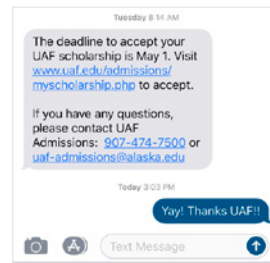 Tuesday 8:14 AM
The deadline to accept your
UAF scholarship is May 1. Visit
www.uaf.edu/admissions/
myscholarship.php to accept.
If you have any questions,
please contact UAF
Admissions: 907-474-7500 or
uaf-admissions@alaska.edu
Today 3:03 PM
Yay! Thanks UAF!!
Text Message